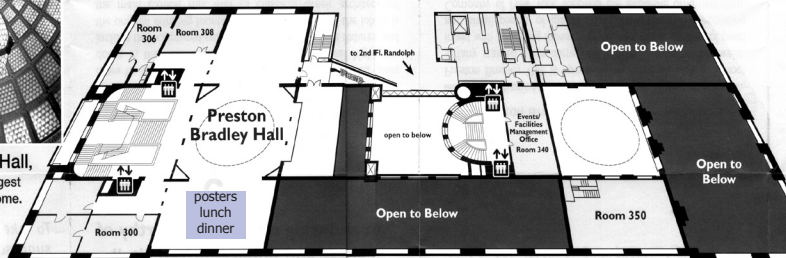 Room
306
Room 308
to 2nd Fl. Randolph
Open to Below
Preston
Bradley Hall
open to below
Events/
Facilities
Management
Office
Room 340
Hall,
gest
ome.
Open to
Below
posters
lunch
dinner
Open to Below
Room 350
Room 300